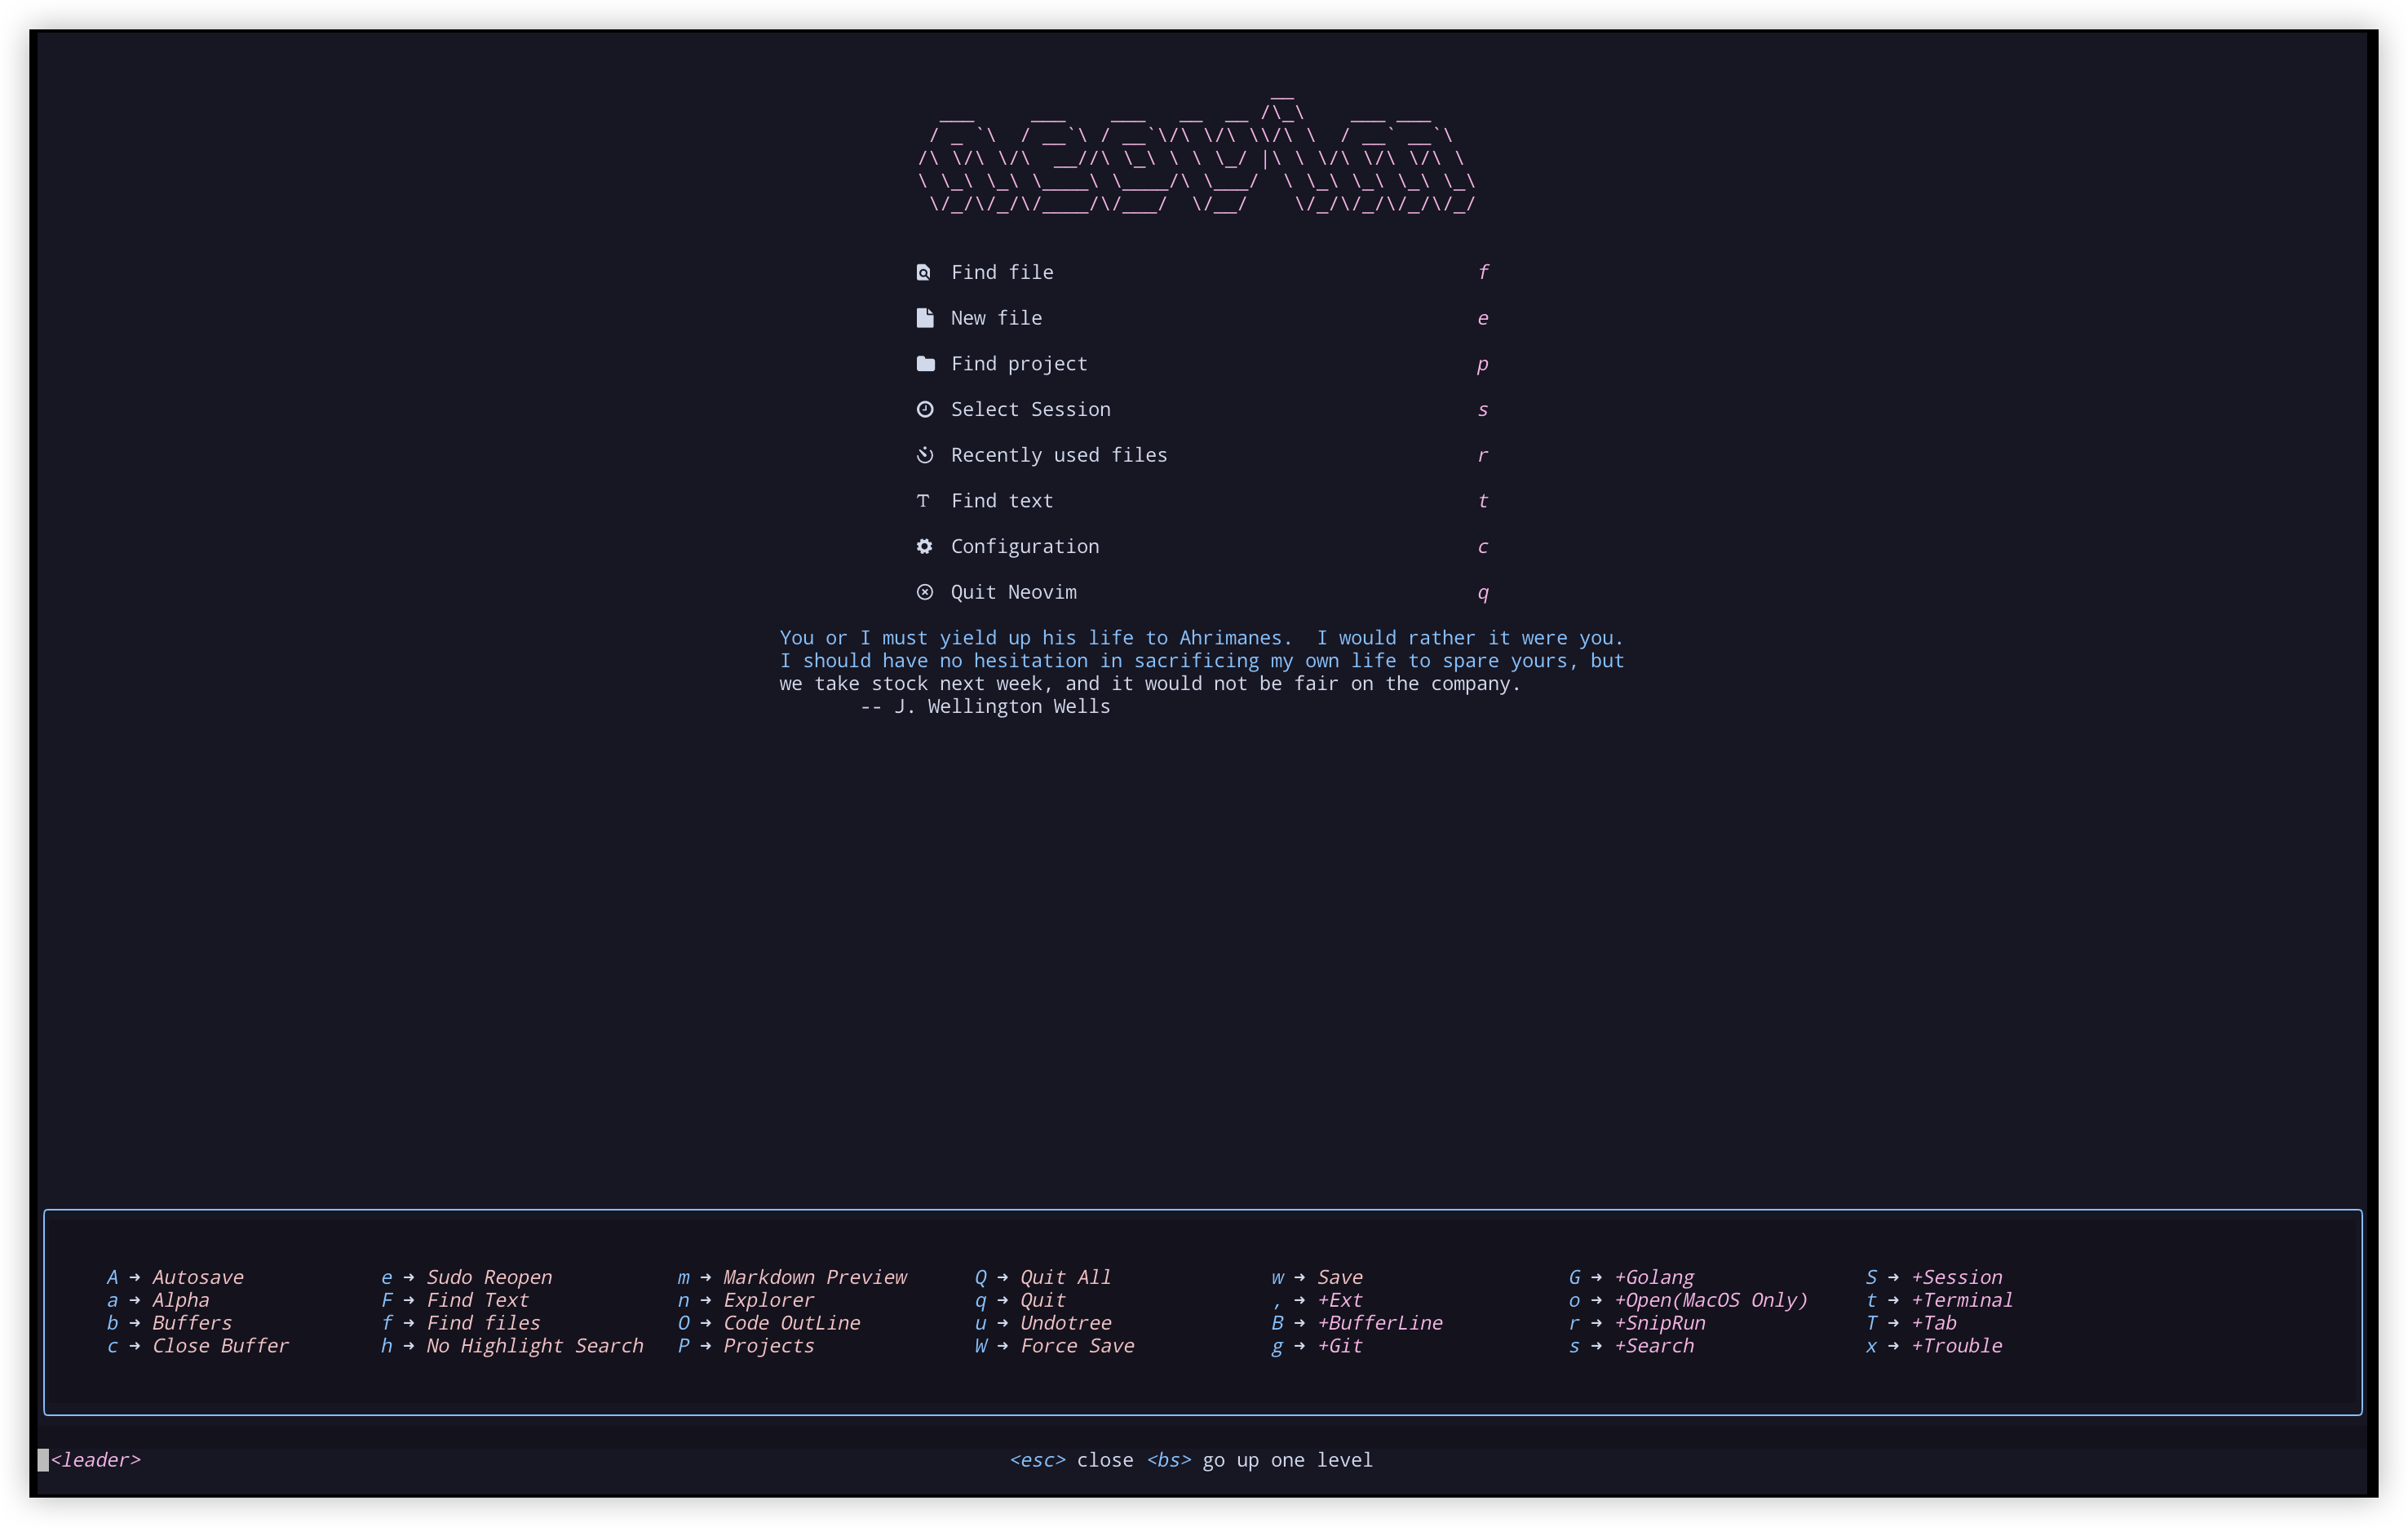 neovim
Find file f
New file e
Find project p
Select Session s
Recently used files r
Find text t
Configuration c
Quit Neovim q
You or I must yield up his life to Ahrimanes.  I would rather it were you.
I should have no hesitation in sacrificing my own life to spare yours, but
we take stock next week, and it would not be fair on the company.
-- J. Wellington Wells
A → Autosave e → Sudo Reopen m → Markdown Preview Q → Quit All w → Save G → +Golang S → +Session
a → Alpha F → Find Text n → Explorer q → Quit , → +Ext o → +Open(MacOS Only) t → +Terminal
b → Buffers f → Find files O → Code OutLine u → Undotree B → +BufferLine r → +SnipRun T → +Tab
c → Close Buffer h → No Highlight Search P → Projects W → Force Save g → +Git s → +Search x → +Trouble
<leader> <esc> close <bs> go up one level